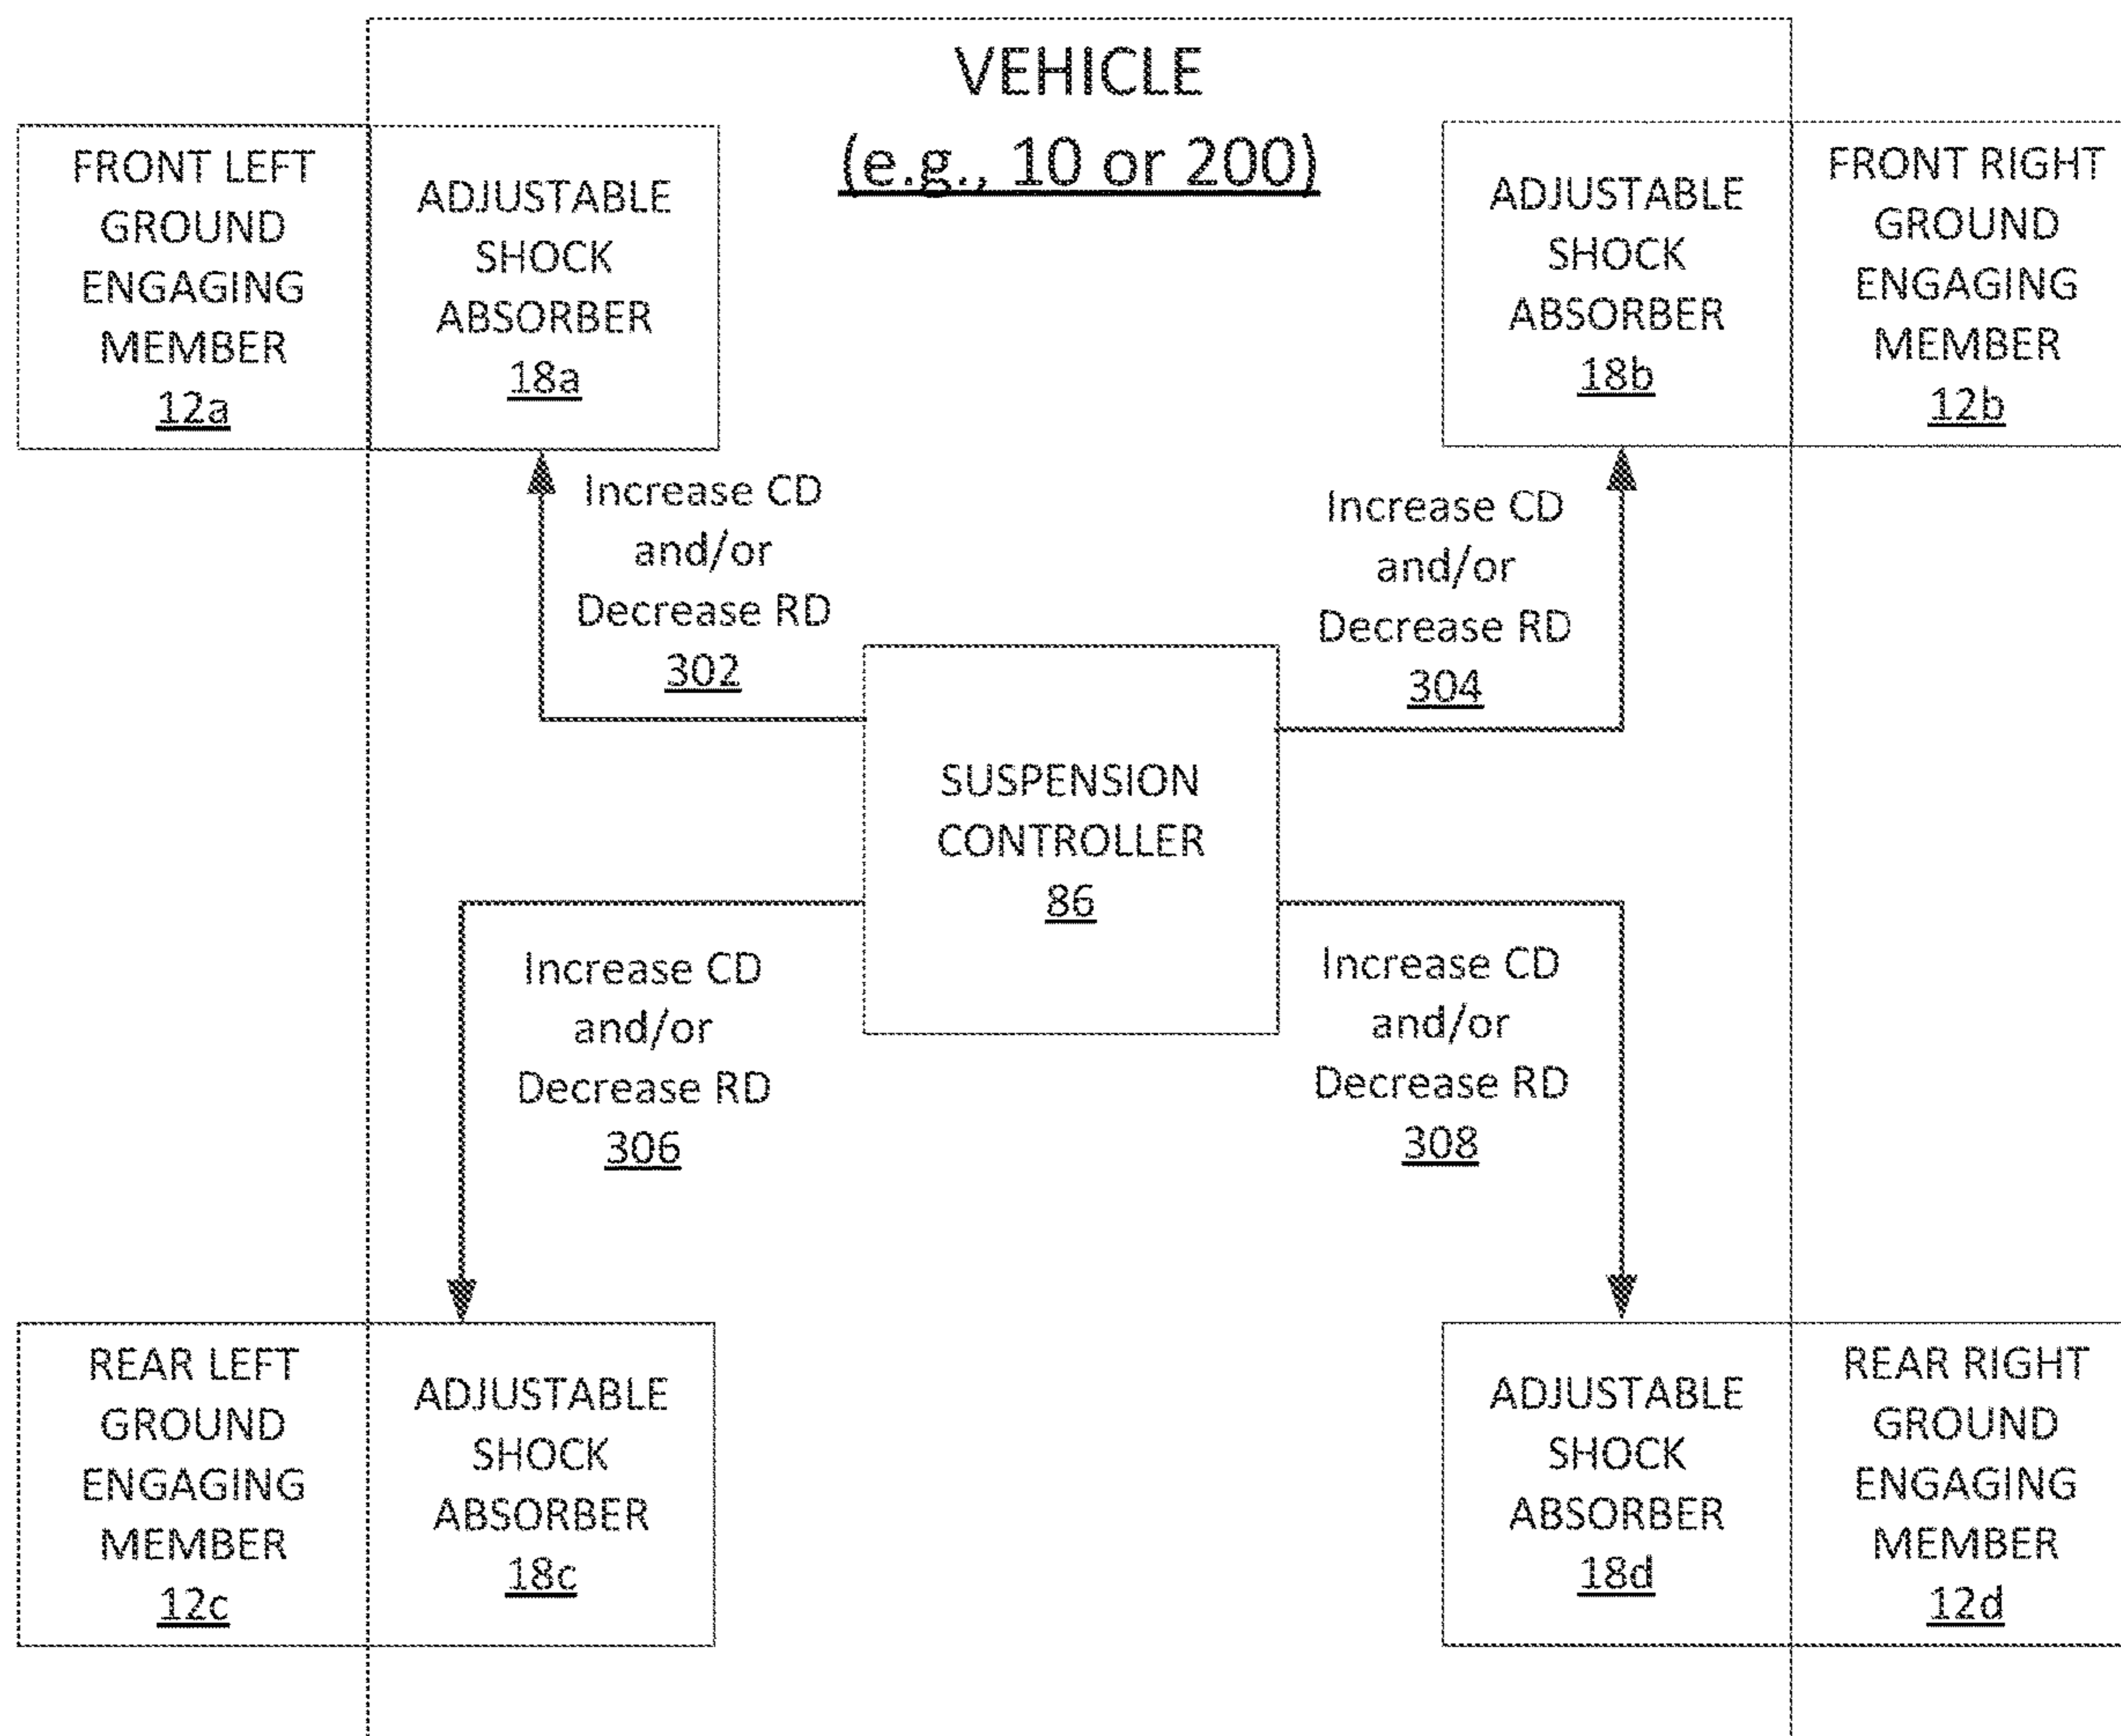 VEHICLE
(e.g., 10 or 200)
FRONT LEFT
GROUND
ENGAGING
MEMBER
12a
ADJUSTABLE
SHOCK
ABSORBER
18a
ADJUSTABLE
SHOCK
ABSORBER
18b
FRONT RIGHT
GROUND
ENGAGING
MEMBER
12b
Increase CD
and/or
Decrease RD
302
Increase CD
and/or
Decrease RD
304
SUSPENSION
CONTROLLER
86
Increase CD
and/or
Decrease RD
306
Increase CD
and/or
Decrease RD
308
REAR LEFT
GROUND
ENGAGING
MEMBER
12c
ADJUSTABLE
SHOCK
ABSORBER
18c
ADJUSTABLE
SHOCK
ABSORBER
18d
REAR RIGHT
GROUND
ENGAGING
MEMBER
12d